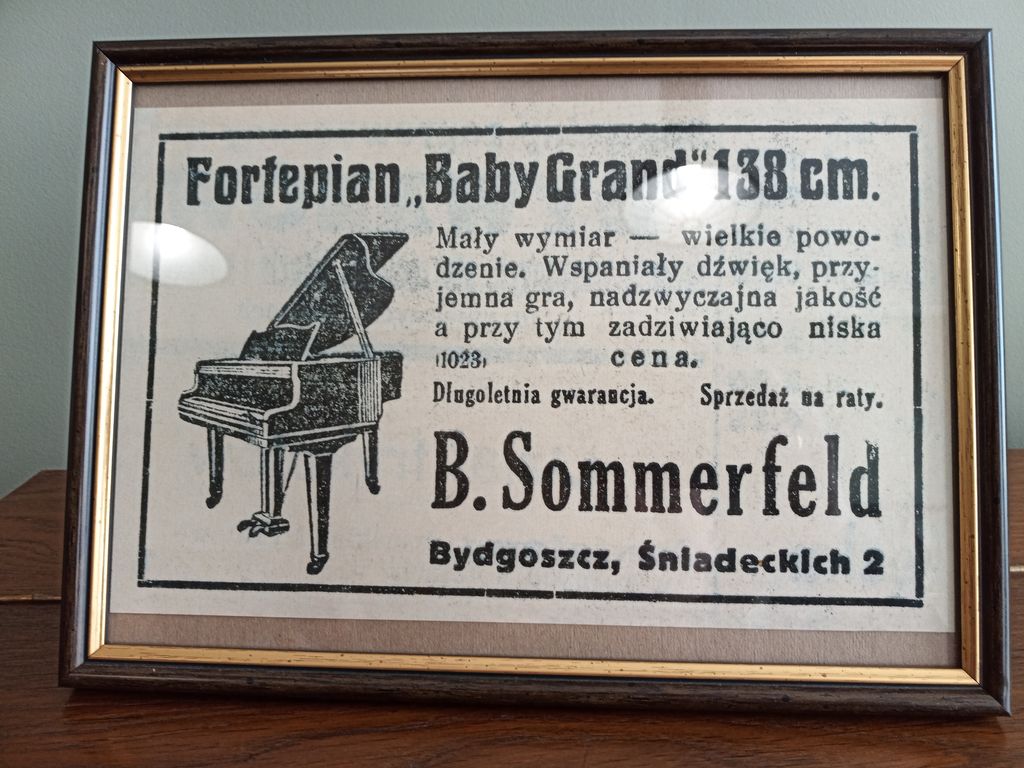 Fortepian „Baby Grand" 138 cm.
Mały wymiar — wielkie powo-
dzenie. Wspaniały dźwięk, przy-
jemna gra, nadzwyczajna jakość
a przy tym zadziwiająco niska
(1023) cena.
Długoletnia gwarancja. Sprzedaż na raty.
B. Sommerfeld
Bydgoszcz, Śniadeckich 2